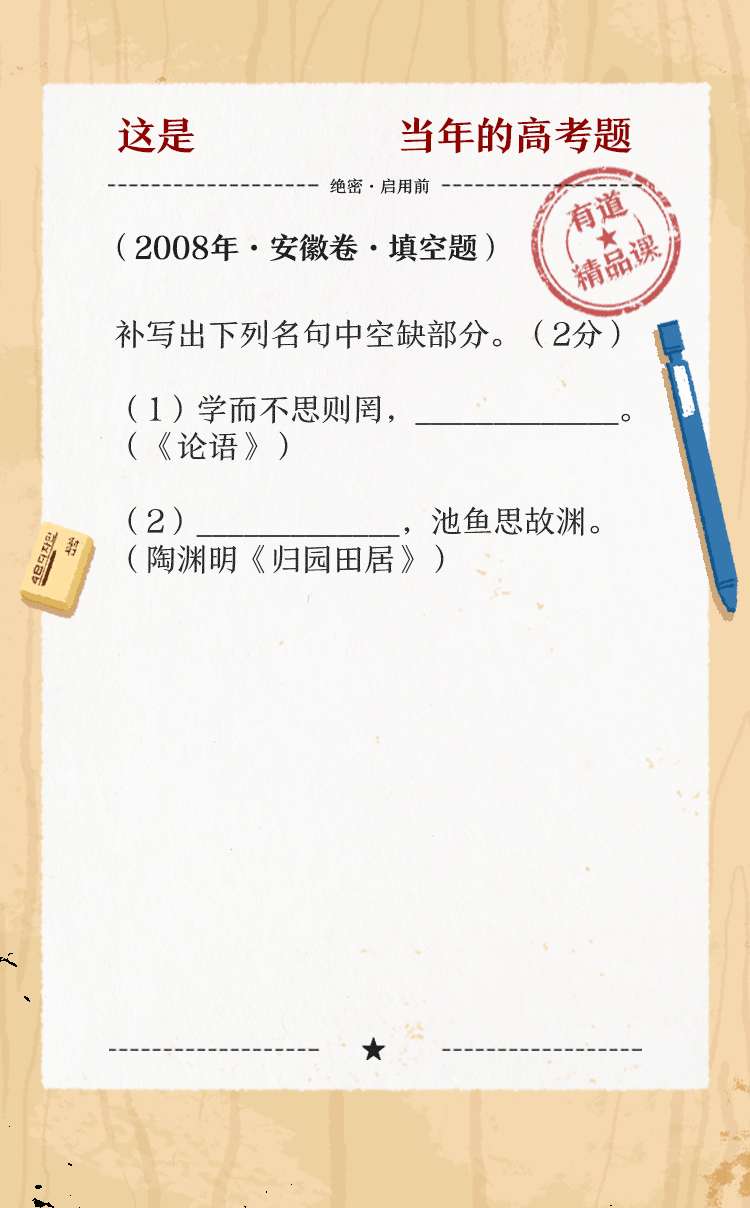 这是 当年的高考题
绝密·启用前
有道
精品课
(2008年·安徽卷·填空题)
补写出下列名句中空缺部分。(2分)
(1)学而不思则罔,_____________。
(《论语》)
(2)_____________,池鱼思故渊。
(陶渊明《归园田居》)